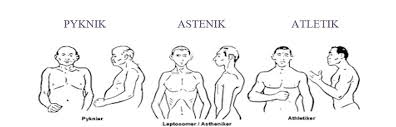 PYKNIK ASTENIK ATLETIK
Pykniker Leptosomer / Astheniker Athletiker